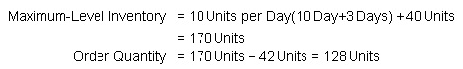 Maximum-Level Inventory = 10 Units per Day(10 Day+3 Days) +40 Units
= 170 Units
Order Quantity = 170 Units – 42 Units = 128 Units